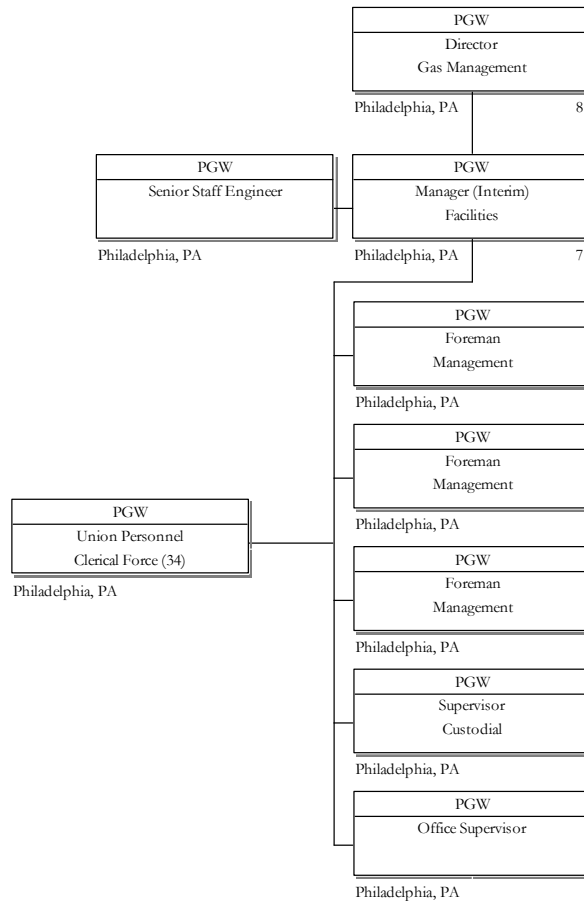 PGW
Director
Gas Management
Philadelphia, PA 8
PGW
Senior Staff Engineer
Philadelphia, PA
PGW
Manager (Interim)
Facilities
Philadelphia, PA 7
PGW
Foreman
Management
Philadelphia, PA
PGW
Foreman
Management
Philadelphia, PA
PGW
Union Personnel
Clerical Force (34)
Philadelphia, PA
PGW
Foreman
Management
Philadelphia, PA
PGW
Supervisor
Custodial
Philadelphia, PA
PGW
Office Supervisor
Philadelphia, PA